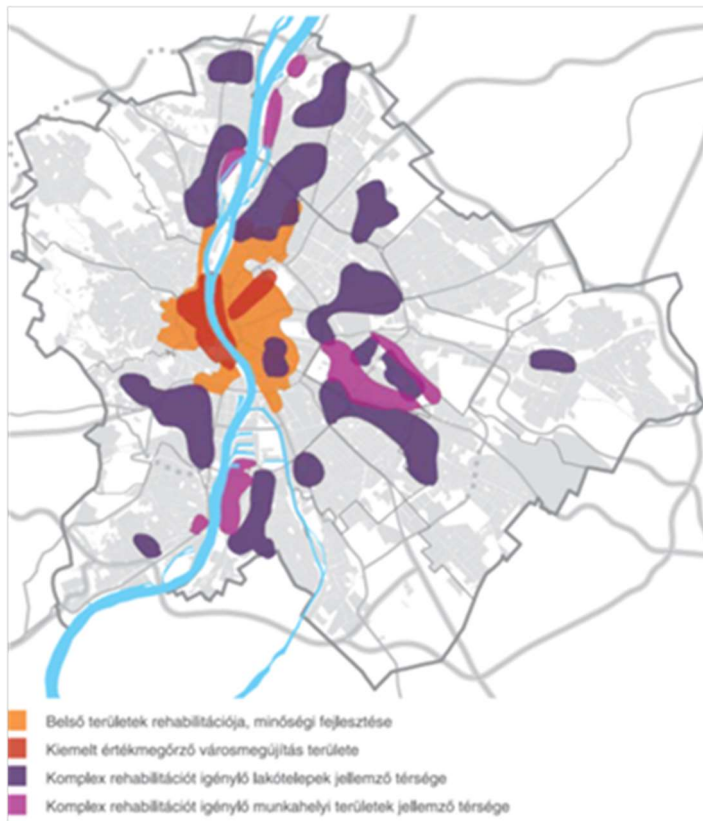 Belső területek rehabilitációja, minőségi fejlesztése
Kiemelt értékmegőrző városmegújítás területe
Komplex rehabilitációt igénylő lakótelepek jellemző térsége
Komplex rehabilitációt igénylő munkahelyi területek jellemző térsége